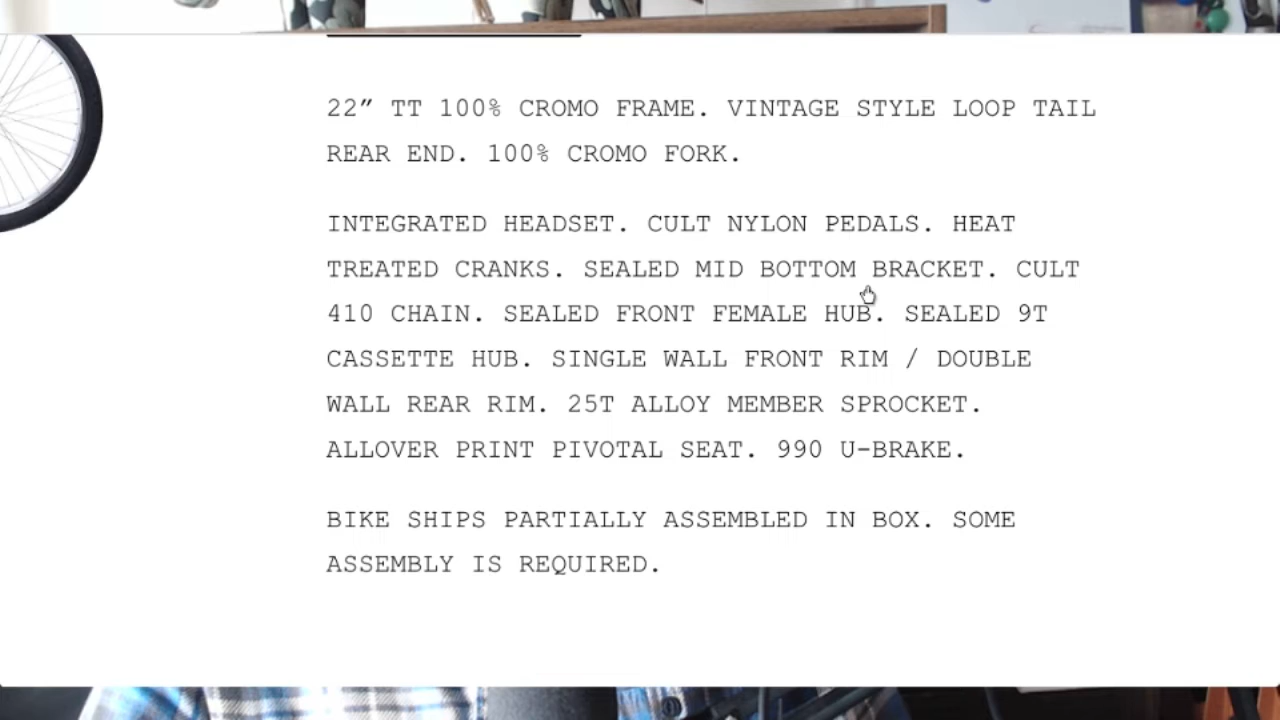 22” TT 100% CROMO FRAME. VINTAGE STYLE LOOP TAIL
REAR END. 100% CROMO FORK.
INTEGRATED HEADSET. CULT NYLON PEDALS. HEAT
TREATED CRANKS. SEALED MID BOTTOM BRACKET. CULT
410 CHAIN. SEALED FRONT FEMALE HUB. SEALED 9T
CASSETTE HUB. SINGLE WALL FRONT RIM / DOUBLE
WALL REAR RIM. 25T ALLOY MEMBER SPROCKET.
ALLOVER PRINT PIVOTAL SEAT. 990 U-BRAKE.
BIKE SHIPS PARTIALLY ASSEMBLED IN BOX. SOME
ASSEMBLY IS REQUIRED.